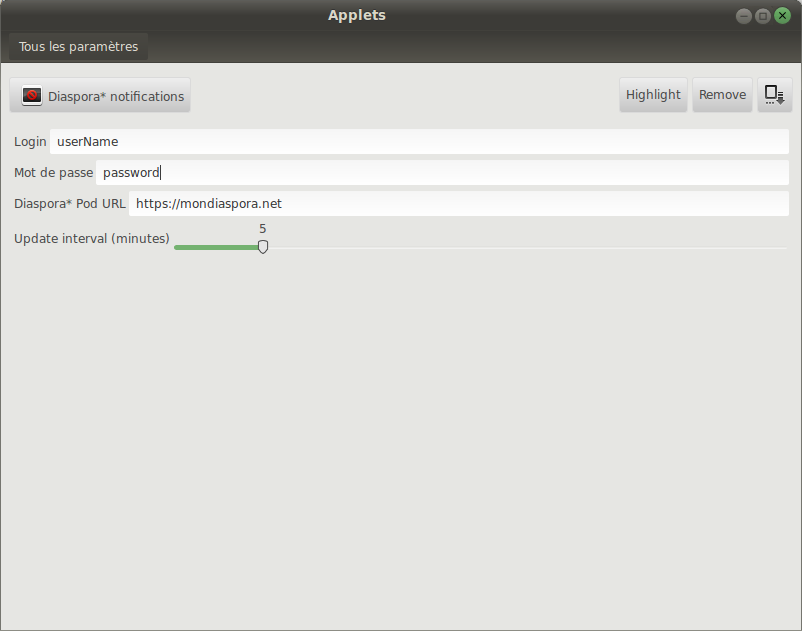 Applets
Tous les paramètres
Diaspora* notifications
Highlight
Remove
Login userName
Mot de passe password
Diaspora* Pod URL https://mondiaspora.net
5
Update interval (minutes)